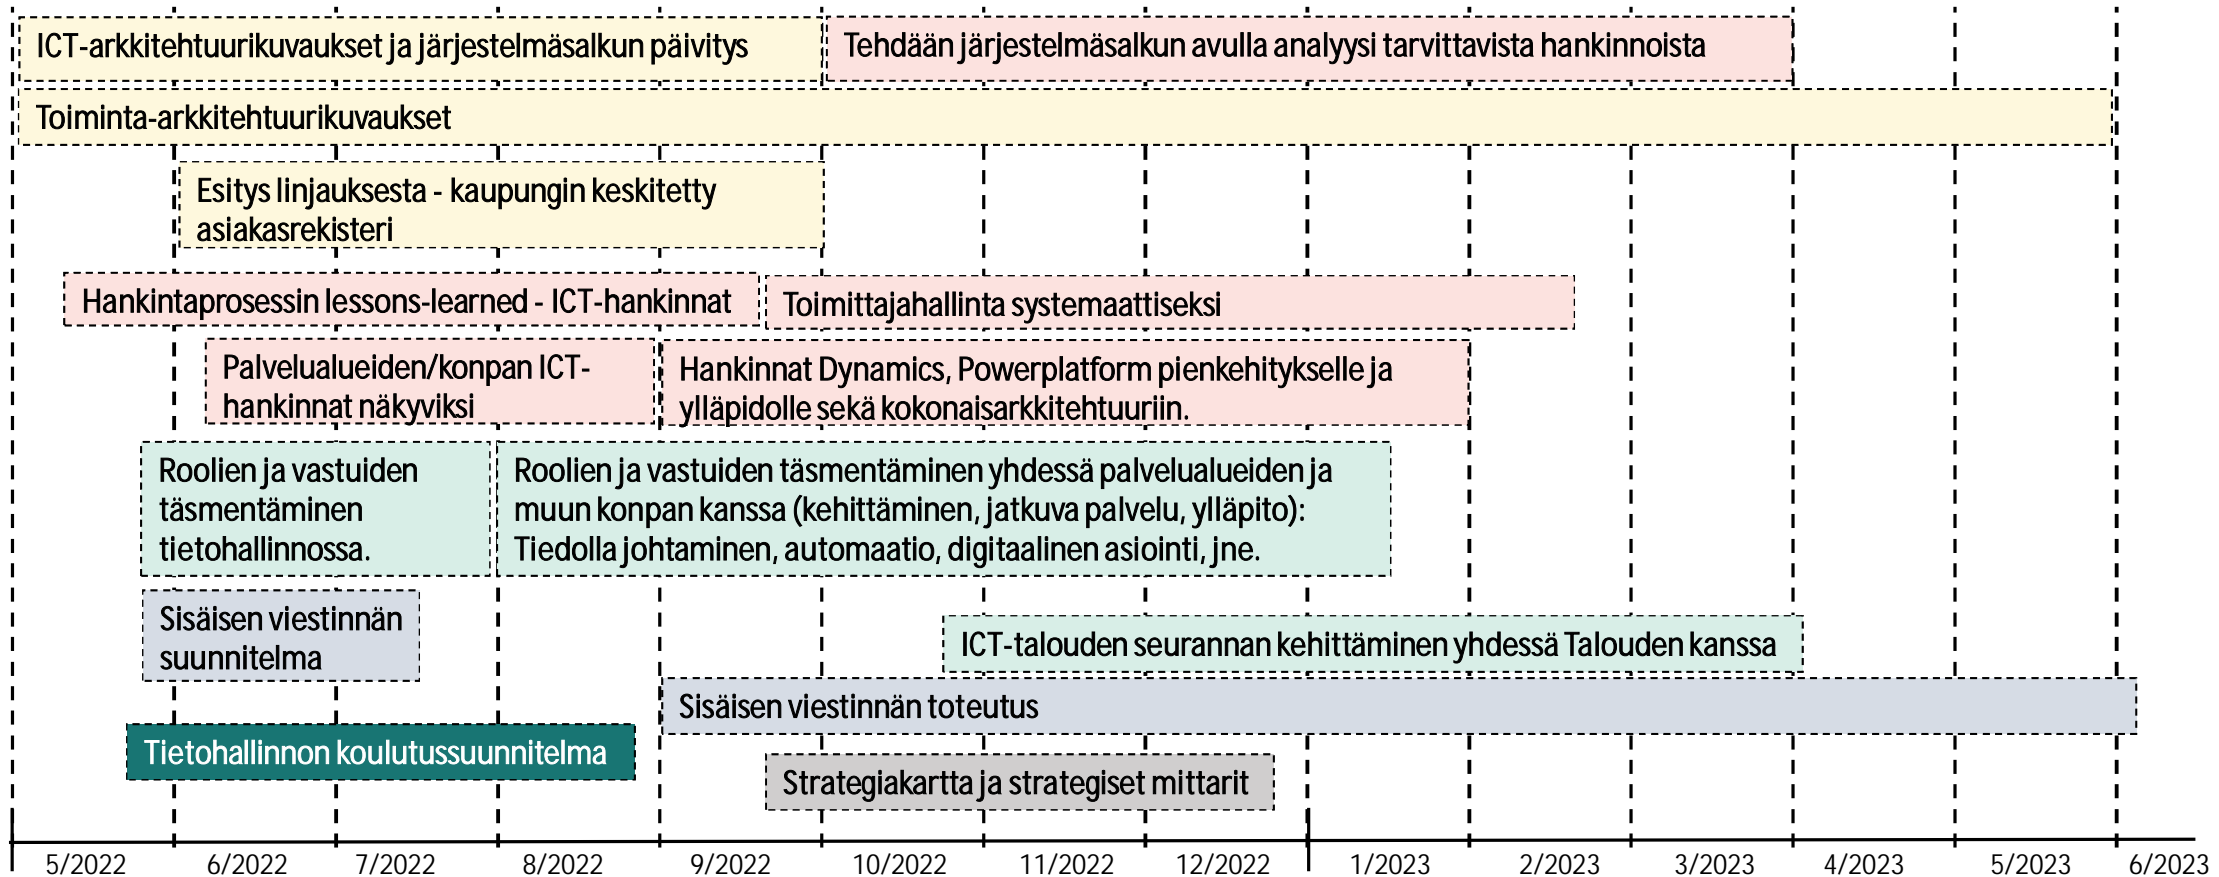 ICT-arkkitehtuurikuvaukset ja järjestelmäsalkun päivitys
Tehdään järjestelmäsalkun avulla analyysi tarvittavista hankinnoista
Toiminta-arkkitehtuurikuvaukset
Esitys linjauksesta - kaupungin keskitetty
asiakasrekisteri
Hankintaprosessin lessons-learned - ICT-hankinnat
Toimittajahallinta systemaattiseksi
Palvelualueiden/konpan ICT-
hankinnat näkyviksi
Hankinnat Dynamics, Powerplatform pienkehitykselle ja
ylläpidolle sekä kokonaisarkkitehtuuriin.
Roolien ja vastuiden
täsmentäminen
tietohallinnossa.
Roolien ja vastuiden täsmentäminen yhdessä palvelualueiden ja
muun konpan kanssa (kehittäminen, jatkuva palvelu, ylläpito):
Tiedolla johtaminen, automaatio, digitaalinen asiointi, jne.
Sisäisen viestinnän
suunnitelma
ICT-talouden seurannan kehittäminen yhdessä Talouden kanssa
Sisäisen viestinnän toteutus
Tietohallinnon koulutussuunnitelma
Strategiakartta ja strategiset mittarit
5/2022 6/2022 7/2022 8/2022 9/2022 10/2022 11/2022 12/2022 1/2023 2/2023 3/2023 4/2023 5/2023 6/2023